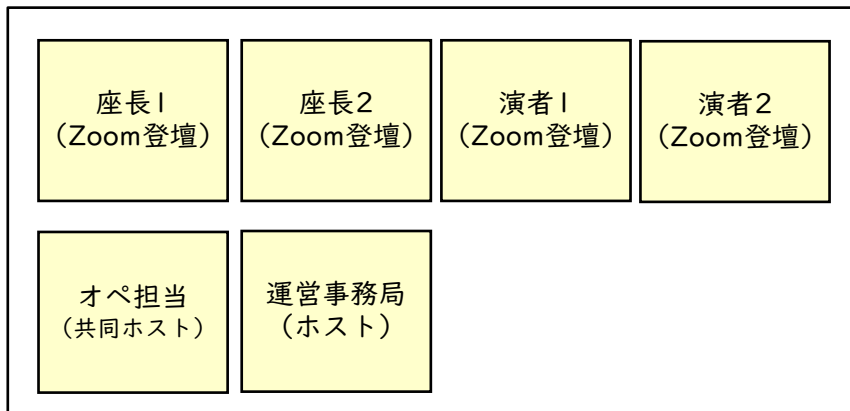 座長1
(Zoom登壇)
座長2
(Zoom登壇)
演者1
(Zoom登壇)
演者2
(Zoom登壇)
オペ担当
(共同ホスト)
運営事務局
(ホスト)